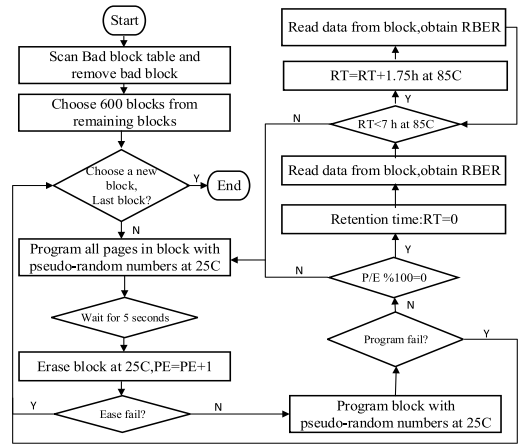 Start
Scan Bad block table and
remove bad block
Choose 600 blocks from
remaining blocks
Choose a new
block,
Last block?
Y
End
N
Program all pages in block with
pseudo-random numbers at 25C
Wait for 5 seconds
Erase block at 25C,PE=PE+1
Y
Ease fail?
N
Program block with
pseudo-random numbers at 25C
Program fail?
Y
N
P/E %100=0
N
Y
Retention time:RT=0
Read data from block,obtain RBER
RT<7 h at 85C
N
Y
RT=RT+1.75h at 85C
Read data from block,obtain RBER